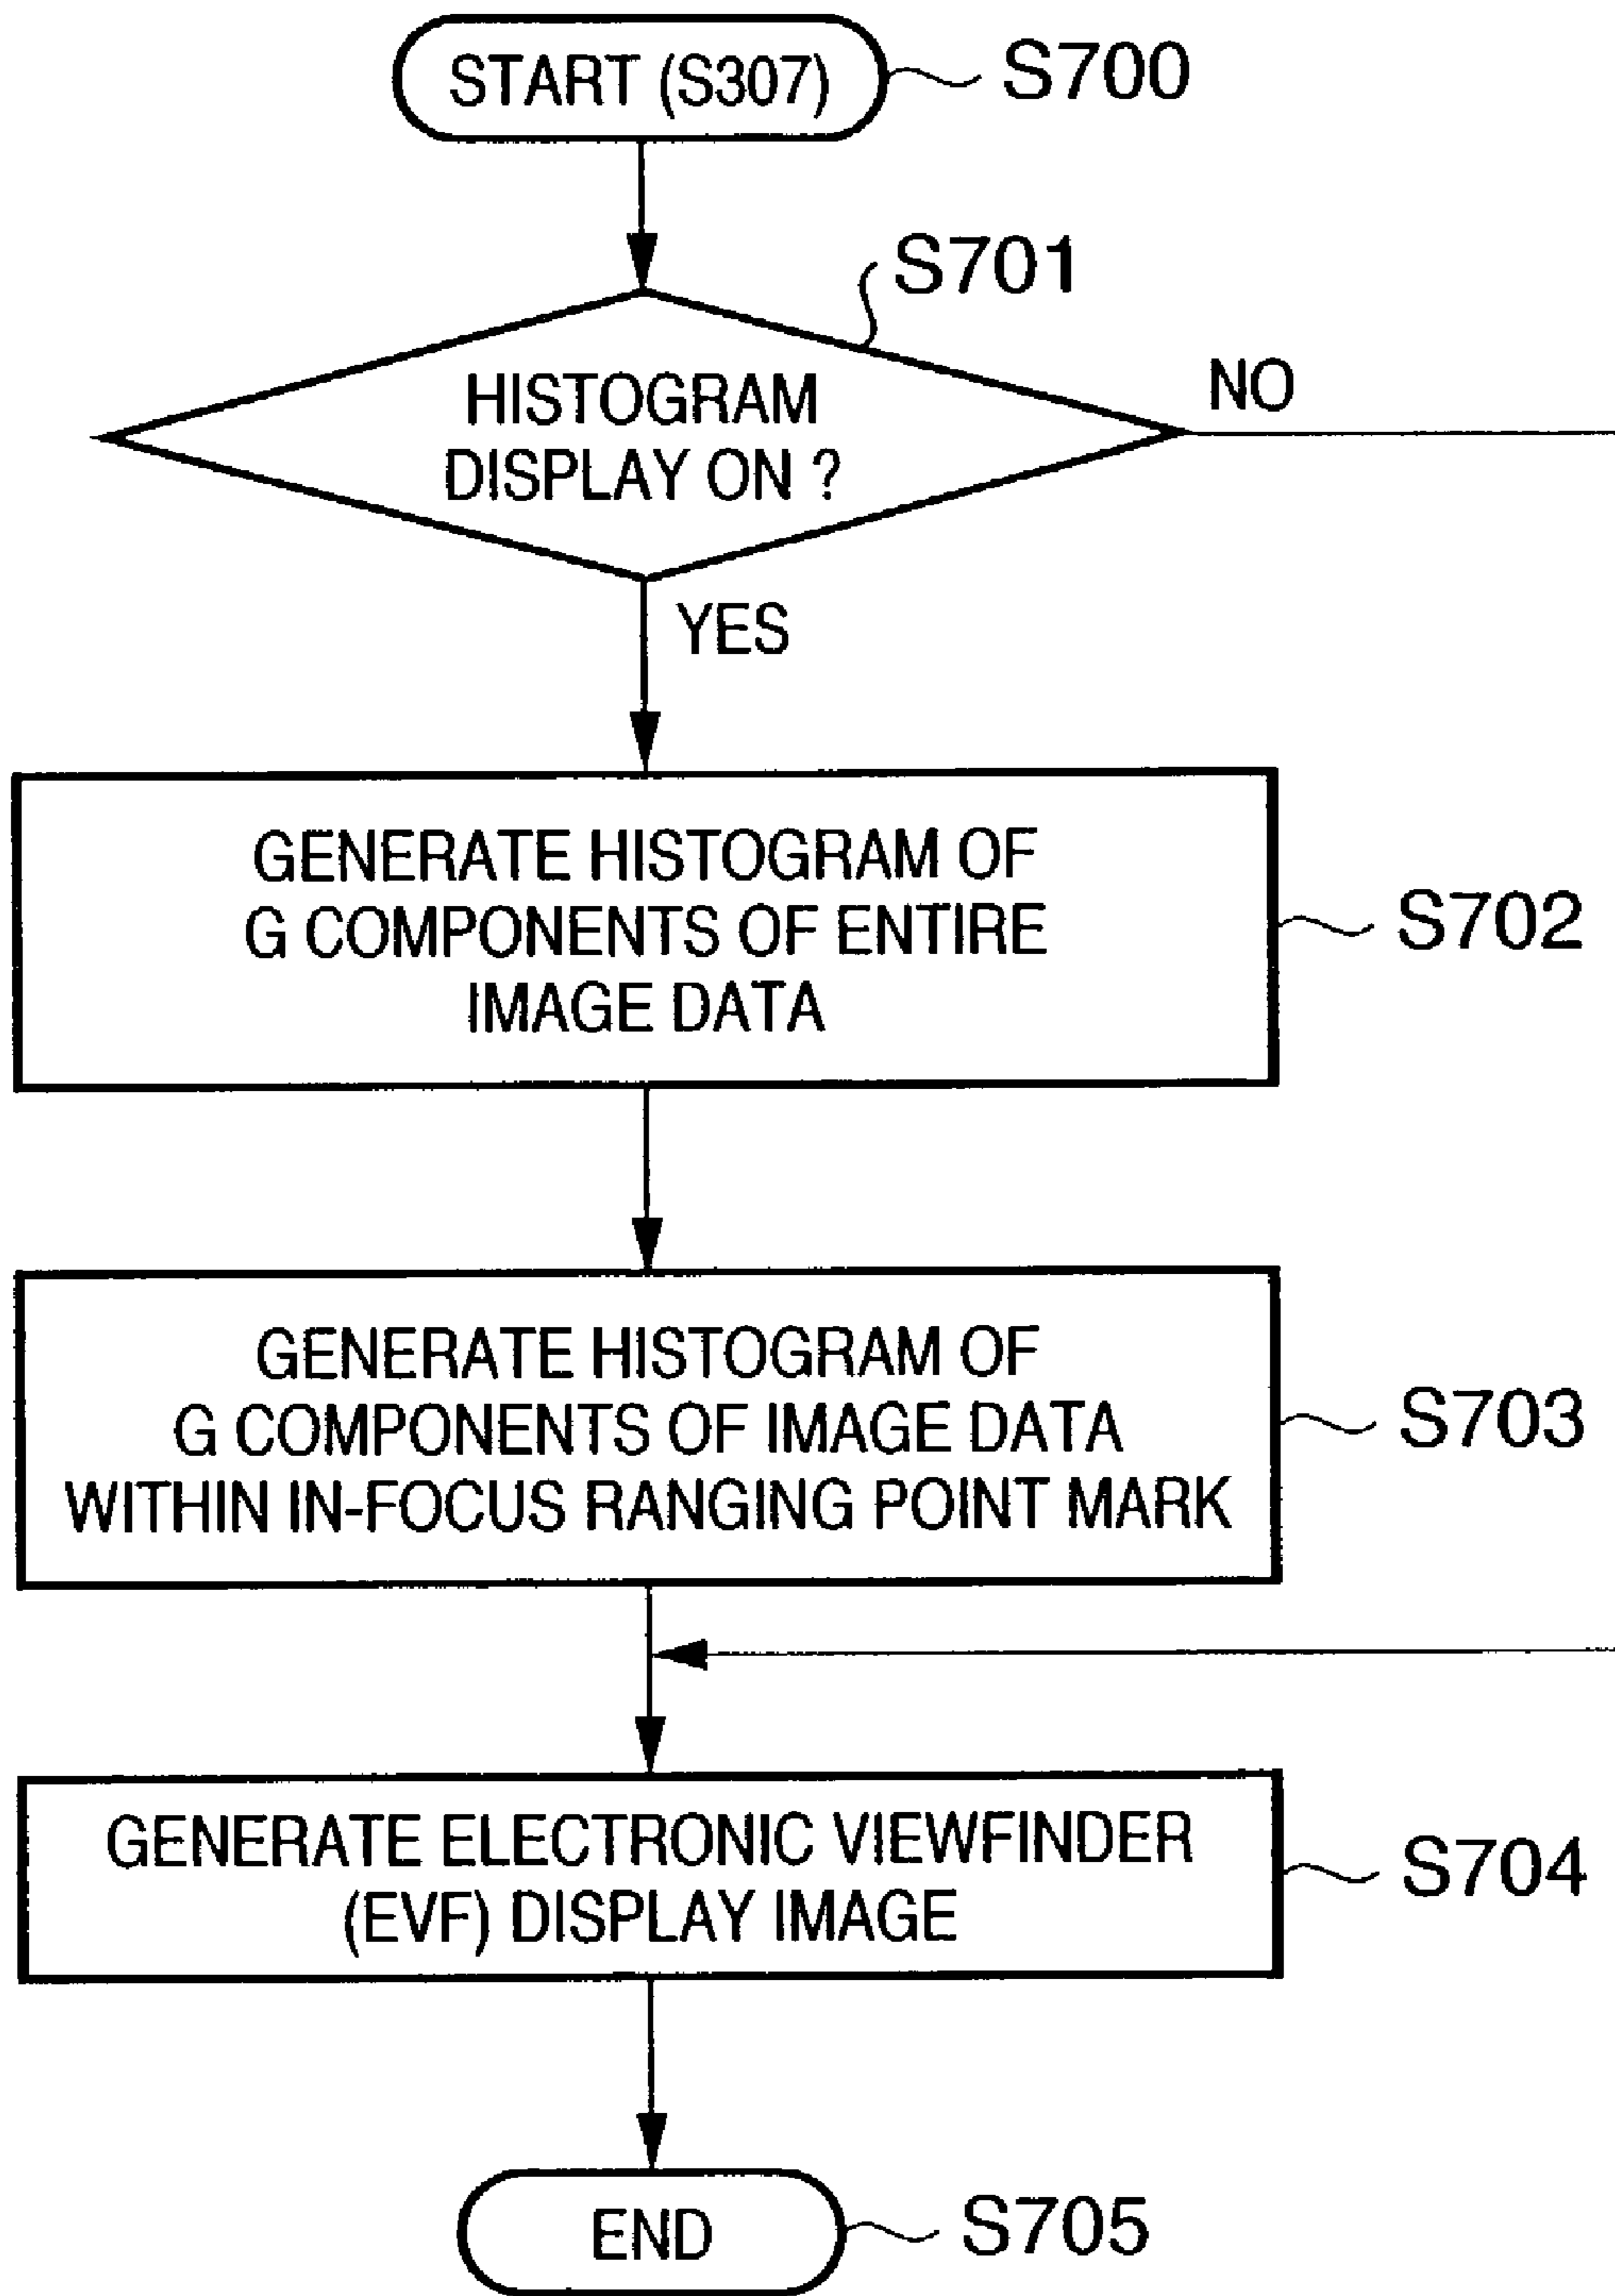 START (S307)
S700
S701
HISTOGRAM
DISPLAY ON ?
NO
YES
GENERATE HISTOGRAM OF
G COMPONENTS OF ENTIRE
IMAGE DATA
S702
GENERATE HISTOGRAM OF
G COMPONENTS OF IMAGE DATA
WITHIN IN-FOCUS RANGING POINT MARK
S703
GENERATE ELECTRONIC VIEWFINDER
(EVF) DISPLAY IMAGE
S704
END
S705